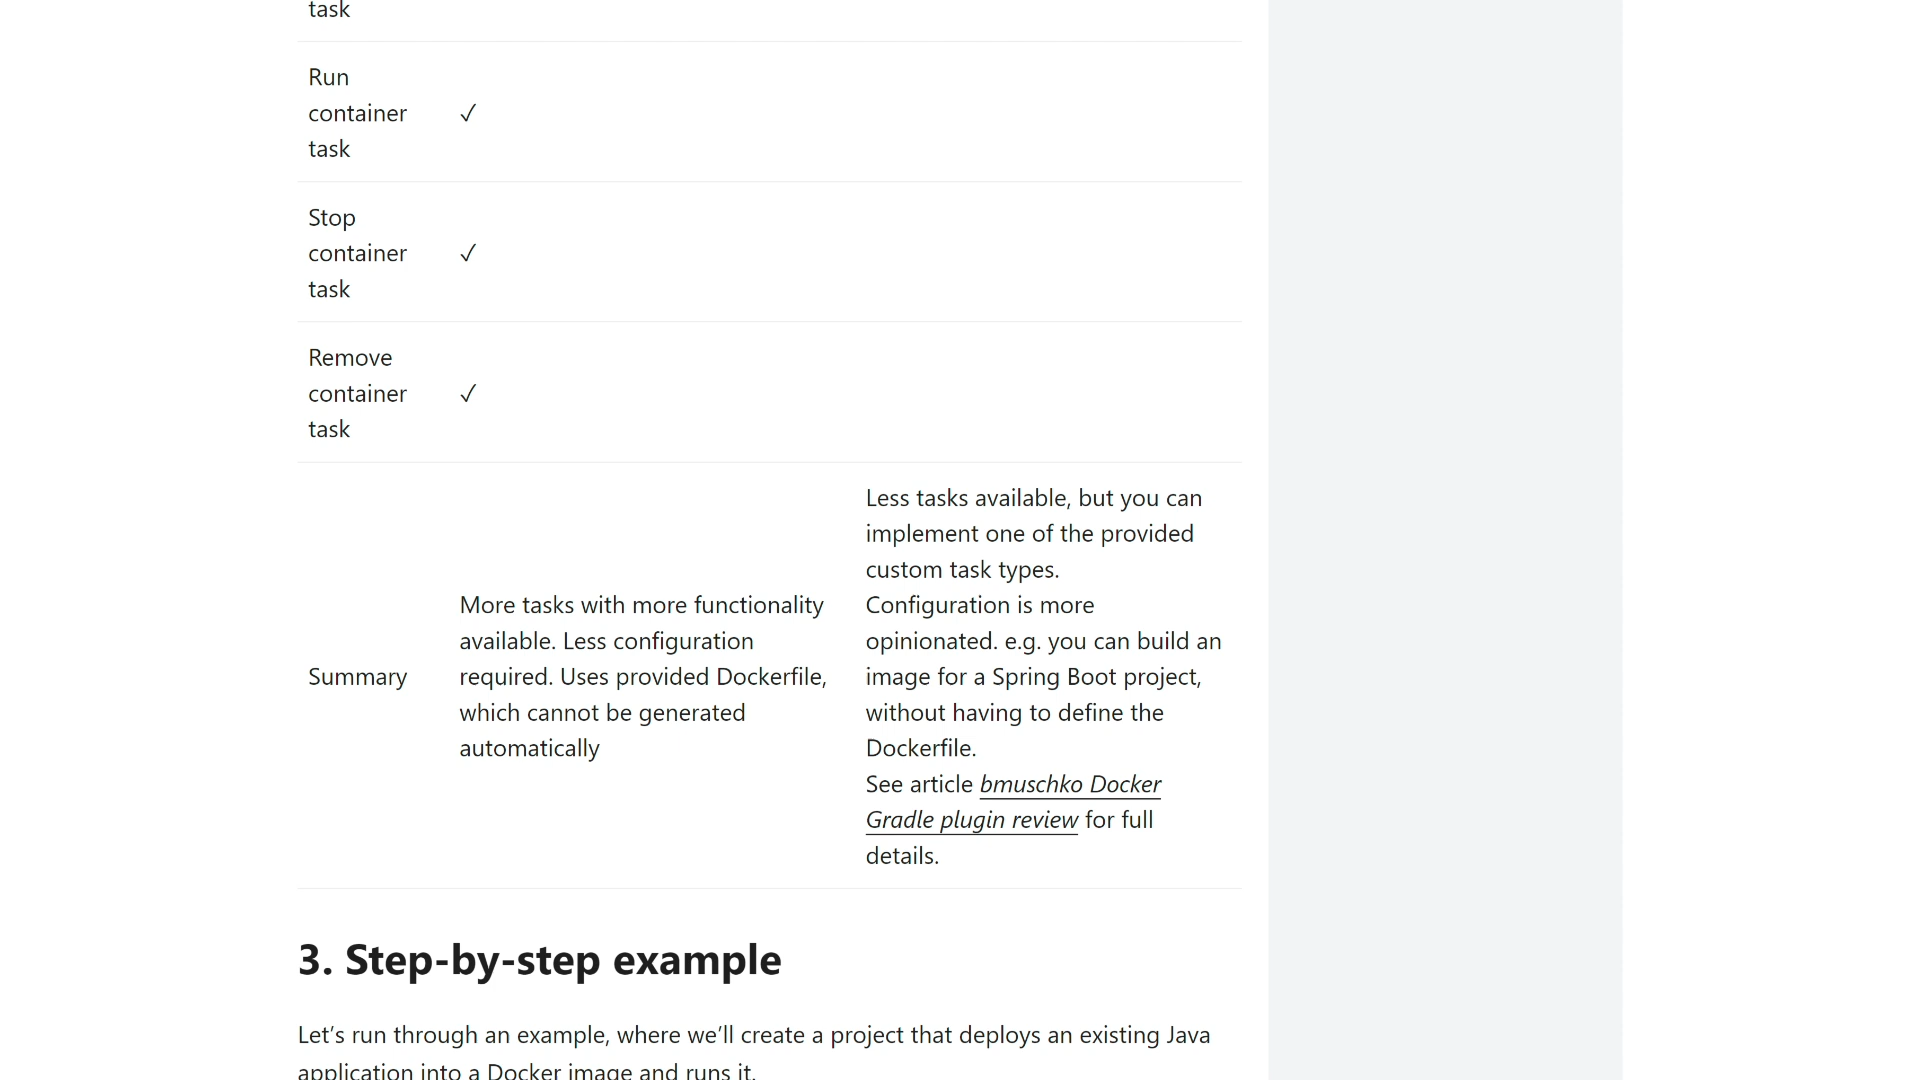 task
Run
container
task
✓
Stop
container
task
✓
Remove
container
task
✓
Summary
More tasks with more functionality
available. Less configuration
required. Uses provided Dockerfile,
which cannot be generated
automatically
Less tasks available, but you can
implement one of the provided
custom task types.
Configuration is more
opinionated. e.g. you can build an
image for a Spring Boot project,
without having to define the
Dockerfile.
See article bmuschko Docker
Gradle plugin review for full
details.
3. Step-by-step example
Let’s run through an example, where we’ll create a project that deploys an existing Java
application into a Docker image and runs it.